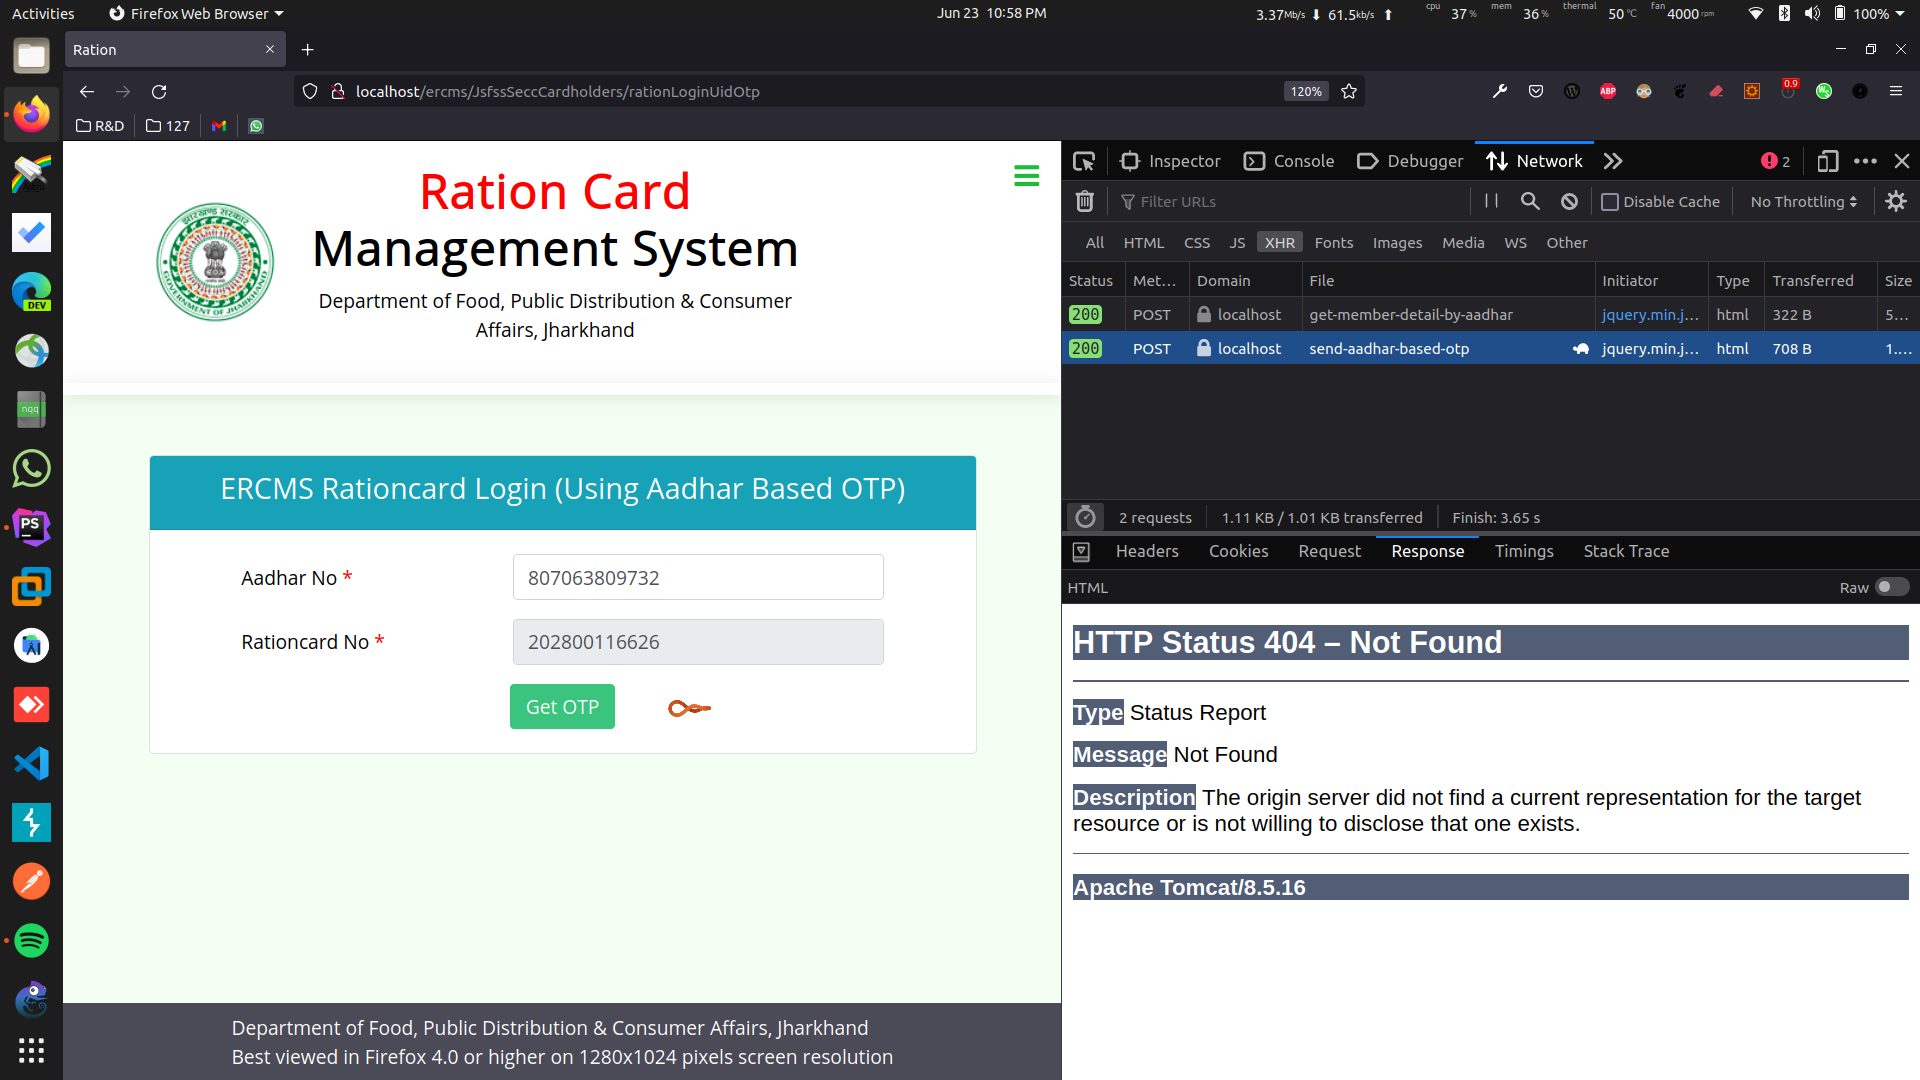 Activities
Firefox Web Browser
Jun 23 10:58 PM
3.37Mb/s
61.5kb/s
cpu 37 %
mem 36 %
thermal 50 °C
fan 4000 rpm
100%
Ration
localhost/ercms/JsfssSeccCardholders/rationLoginUidOtp
120%
ABP
0.9
R&D
127
Ration Card
Management System
Department of Food, Public Distribution & Consumer
Affairs, Jharkhand
ERCMS Rationcard Login (Using Aadhar Based OTP)
Aadhar No *
807063809732
Rationcard No *
202800116626
Get OTP
Department of Food, Public Distribution & Consumer Affairs, Jharkhand
Best viewed in Firefox 4.0 or higher on 1280x1024 pixels screen resolution
Inspector
Console
Debugger
Network
2
Filter URLs
Disable Cache
No Throttling
All
HTML
CSS
JS
XHR
Fonts
Images
Media
WS
Other
Status
Met...
Domain
File
Initiator
Type
Transferred
Size
200 POST localhost get-member-detail-by-aadhar jquery.min.j... html 322 B 5...
200 POST localhost send-aadhar-based-otp jquery.min.j... html 708 B 1....
2 requests
1.11 KB / 1.01 KB transferred
Finish: 3.65 s
Headers
Cookies
Request
Response
Timings
Stack Trace
HTML
Raw
HTTP Status 404 – Not Found
Type Status Report
Message Not Found
Description The origin server did not find a current representation for the target
resource or is not willing to disclose that one exists.
Apache Tomcat/8.5.16
DEV
nqq
PS